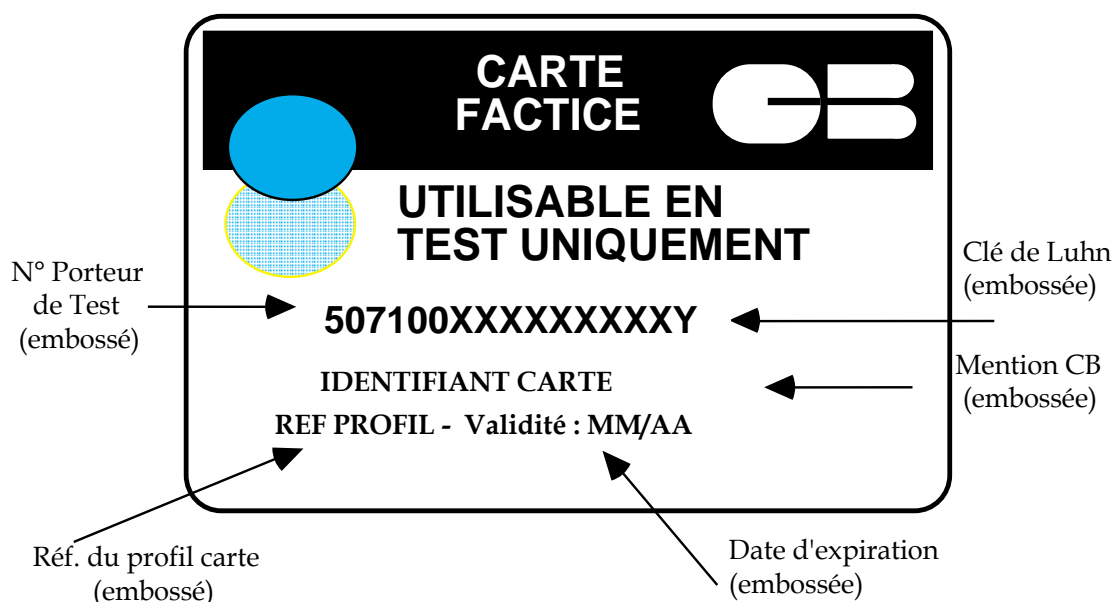 CARTE
FACTICE
CB
UTILISABLE EN
TEST UNIQUEMENT
N° Porteur
de Test
(embossé)
507100XXXXXXXXXY
Clé de Luhn
(embossée)
IDENTIFIANT CARTE
Mention CB
(embossée)
REF PROFIL - Validité : MM/AA
Réf. du profil carte
(embossé)
Date d'expiration
(embossée)